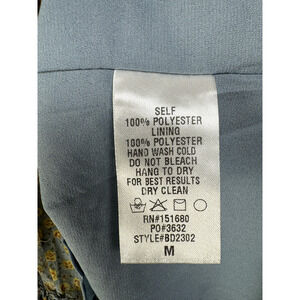 SELF
100% POLYESTER
LINING
100% POLYESTER
HAND WASH COLD
DO NOT BLEACH
HANG TO DRY
FOR BEST RESULTS
DRY CLEAN
RN#151680
PO#3632
STYLE#BD2302
M